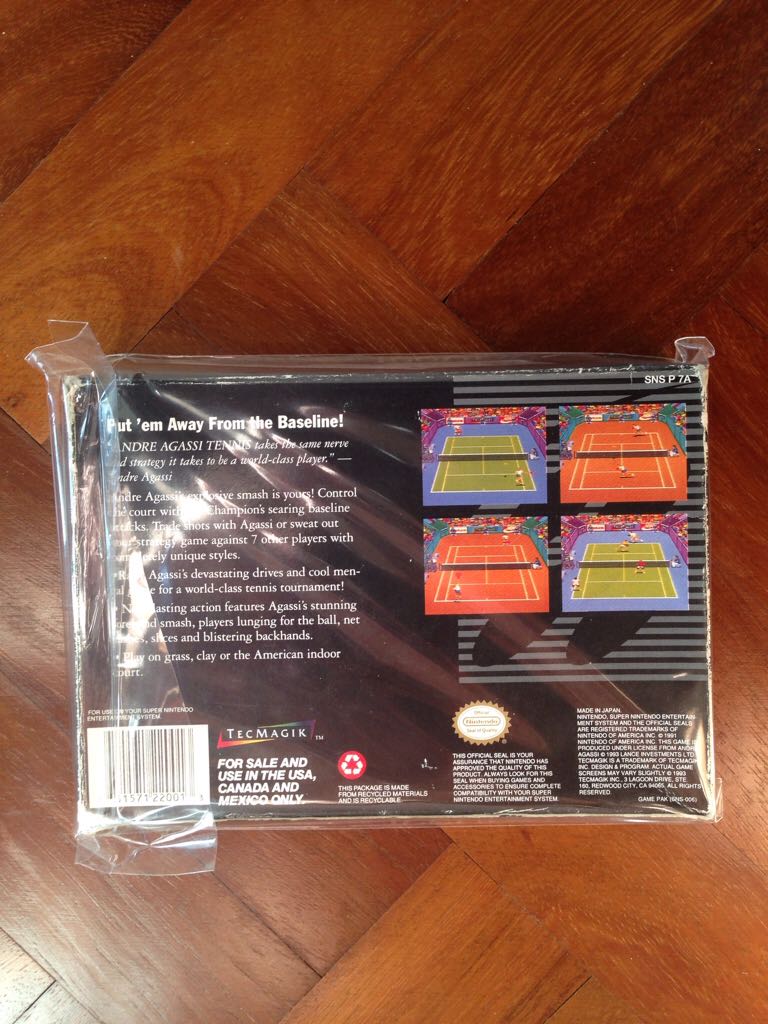 SNS P 7A
Put 'em Away From the Baseline!
ANDRE AGASSI TENNIS takes the same nerve
and strategy it takes to be a world-class player." —
Andre Agassi
Andre Agassi's explosive smash is yours! Control
the court with Champion's searing baseline
attacks. Trade shots with Agassi or sweat out
your strategy game against 7 other players with
completely unique styles.
• Agassi's devastating drives and cool men-
al for a world-class tennis tournament!
• lasting action features Agassi's stunning
forehand smash, players lunging for the ball, net
slices and blistering backhands.
• Play on grass, clay or the American indoor
court.
FOR USE ON YOUR SUPER NINTENDO
ENTERTAINMENT SYSTEM
1571 22001 3
TECMAGIK ™
FOR SALE AND
USE IN THE USA,
CANADA AND
MEXICO ONLY.
THIS PACKAGE IS MADE
FROM RECYCLED MATERIALS
AND IS RECYCLABLE.
Official
Nintendo
Seal of Quality
THIS OFFICIAL SEAL IS YOUR
ASSURANCE THAT NINTENDO HAS
APPROVED THE QUALITY OF THIS
PRODUCT. ALWAYS LOOK FOR THIS
SEAL WHEN BUYING GAMES AND
ACCESSORIES TO ENSURE COMPLETE
COMPATIBILITY WITH YOUR SUPER
NINTENDO ENTERTAINMENT SYSTEM.
MADE IN JAPAN
NINTENDO, SUPER NINTENDO ENTERTAIN-
MENT SYSTEM AND THE OFFICIAL SEALS
ARE REGISTERED TRADEMARKS OF
NINTENDO OF AMERICA INC. © 1991
NINTENDO OF AMERICA INC. THIS GAME IS
PRODUCED UNDER LICENSE FROM ANDRE
AGASSI © 1993 LANCE INVESTMENTS LTD.
TECMAGIK IS A TRADEMARK OF TECMAGIK
INC. DESIGN & PROGRAM. ACTUAL GAME
SCREENS MAY VARY SLIGHTLY © 1993
TECMAGIK INC., 3 LAGOON DRIVE, STE
160, REDWOOD CITY, CA 94065, ALL RIGHTS
RESERVED.
GAME PAK (SNS-006)